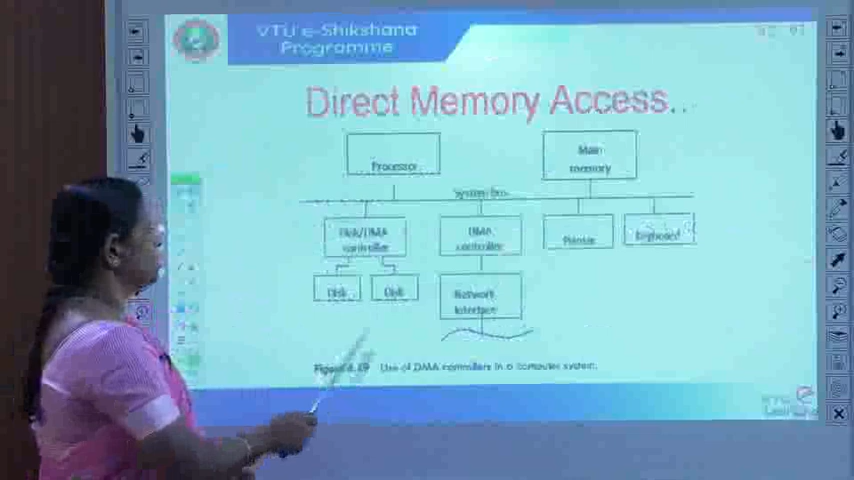 VTU e-Shikshana
Programme
Direct Memory Access...
Processor
Main
memory
System bus
Disk/DMA
controller
DMA
controller
Printer
Keyboard
Disk
Disk
Network
Interface
Use of DMA controllers in a computer system.